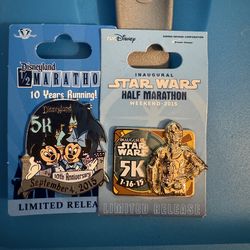 Disneyland
1/2 MARATHON
10 Years Running!
Disneyland
5K
10th Anniversary
September 4, 2015
LIMITED RELEA
Disney
INAUGURAL
STAR WARS
HALF MARATHON
WEEKEND-2015
STAR WARS
5K
1-16-15
LIMITED RELEASE